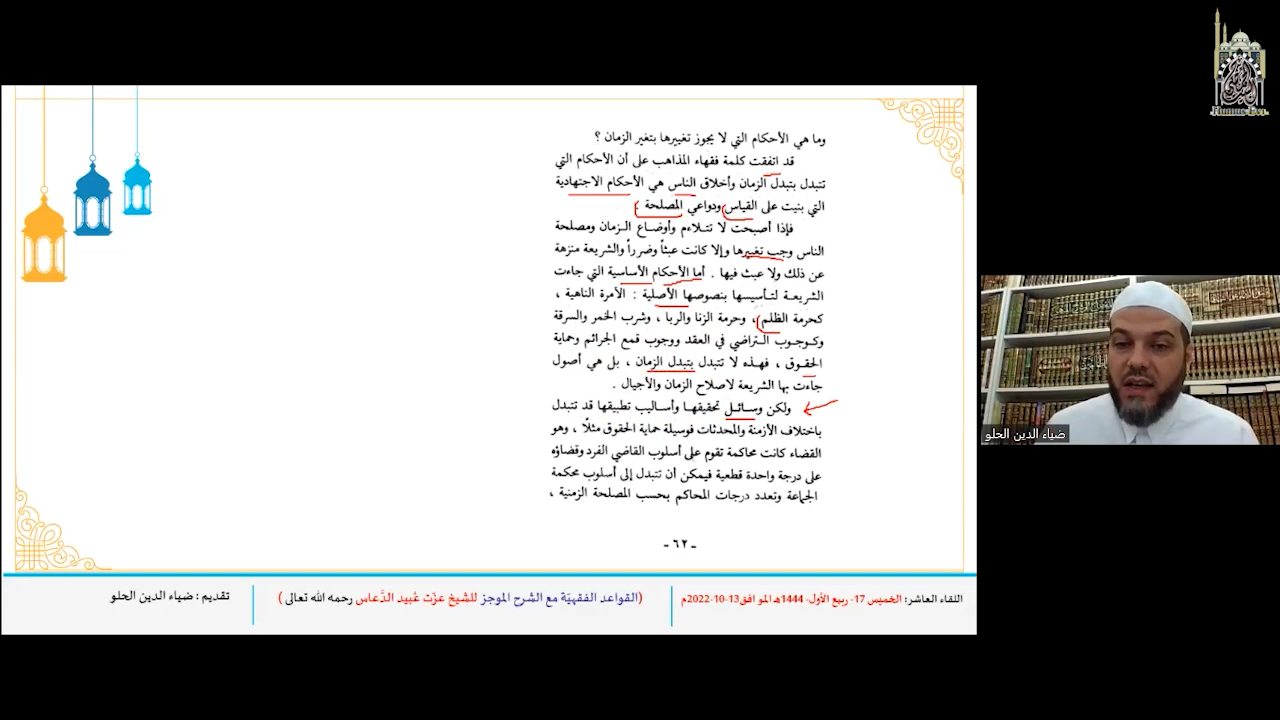 وما هي الأحكام التي لا يجوز تغييرها بتغير الزمان ؟
قد اتفقت كلمة فقهاء المذاهب على أن الأحكام التي
تتبدل بتبدل الزمان وأخلاق الناس هي الأحكام الاجتهادية
التي بنيت على القياس ودواعي المصلحة .
فإذا أصبحت لا تتلاءم وأوضاع الزمان ومصلحة
الناس وجب تغييرها وإلا كانت عبثاً وضرراً والشريعة منزهة
عن ذلك ولا عبث فيها . أما الأحكام الأساسية التي جاءت
الشريعة لتأسيسها بنصوصها الأصلية : الآمرة الناهية ،
كحرمة الظلم ، وحرمة الزنا والربا ، وشرب الخمر والسرقة
وكوجوب التراضي في العقد ووجوب قمع الجرائم وحماية
الحقوق ، فهذه لا تتبدل بتبدل الزمان ، بل هي أصول
جاءت بها الشريعة لاصلاح الزمان والأجيال .
ولكن وسائل تحقيقها وأساليب تطبيقها قد تتبدل
باختلاف الأزمنة والمحدثات فوسيلة حماية الحقوق مثلاً ، وهو
القضاء كانت محاكمة تقوم على أسلوب القاضي الفرد وقضاؤه
على درجة واحدة قطعية فيمكن أن تتبدل إلى أسلوب محكمة
الجماعة وتعدد درجات المحاكم بحسب المصلحة الزمنية ،
- ٦٢ -
ضياء الدين الحلو
اللقاء العاشر: الخميس 17- ربيع الأول- 1444هـ الموافق13-10-2022م
(القواعد الفقهيّة مع الشرح الموجز للشيخ عزّت عُبيد الدَّعاس رحمه الله تعالى )
تقديم : ضياء الدين الحلو